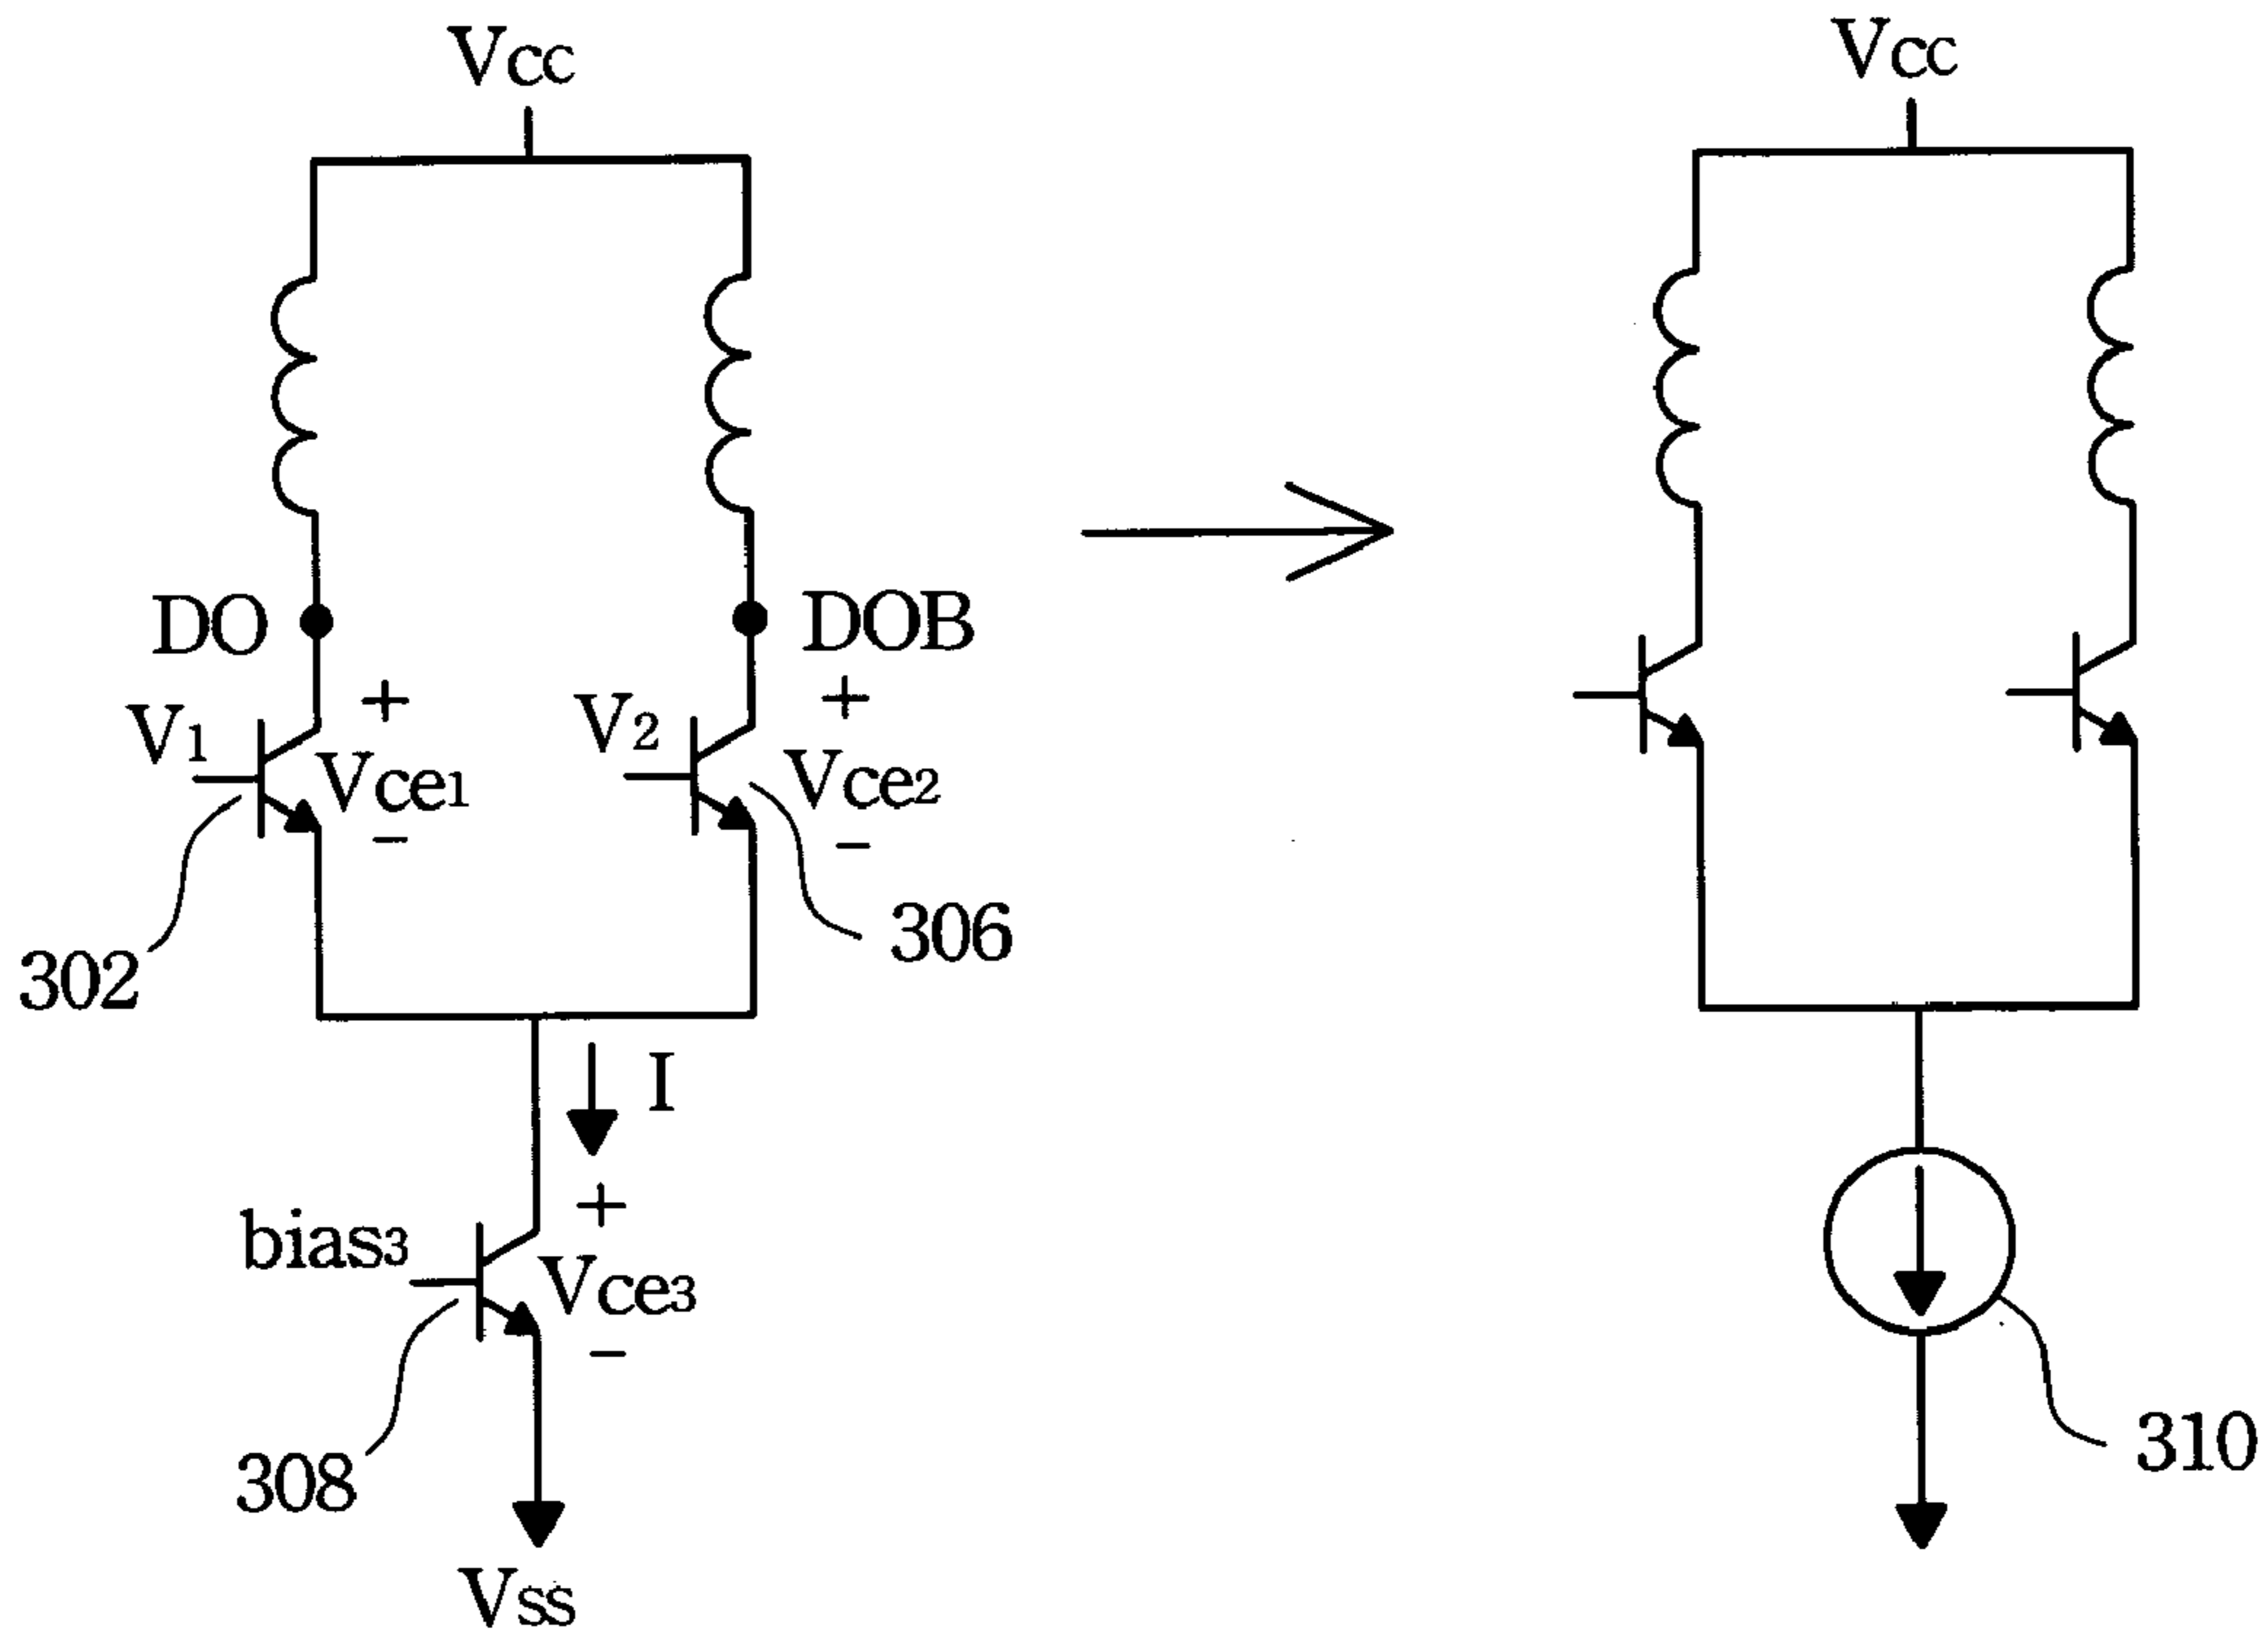 Vcc
Vcc
DO
DOB
+
+
V1
V2
Vce1
Vce2
−
−
302
306
I
+
bias3
Vce3
−
308
310
Vss